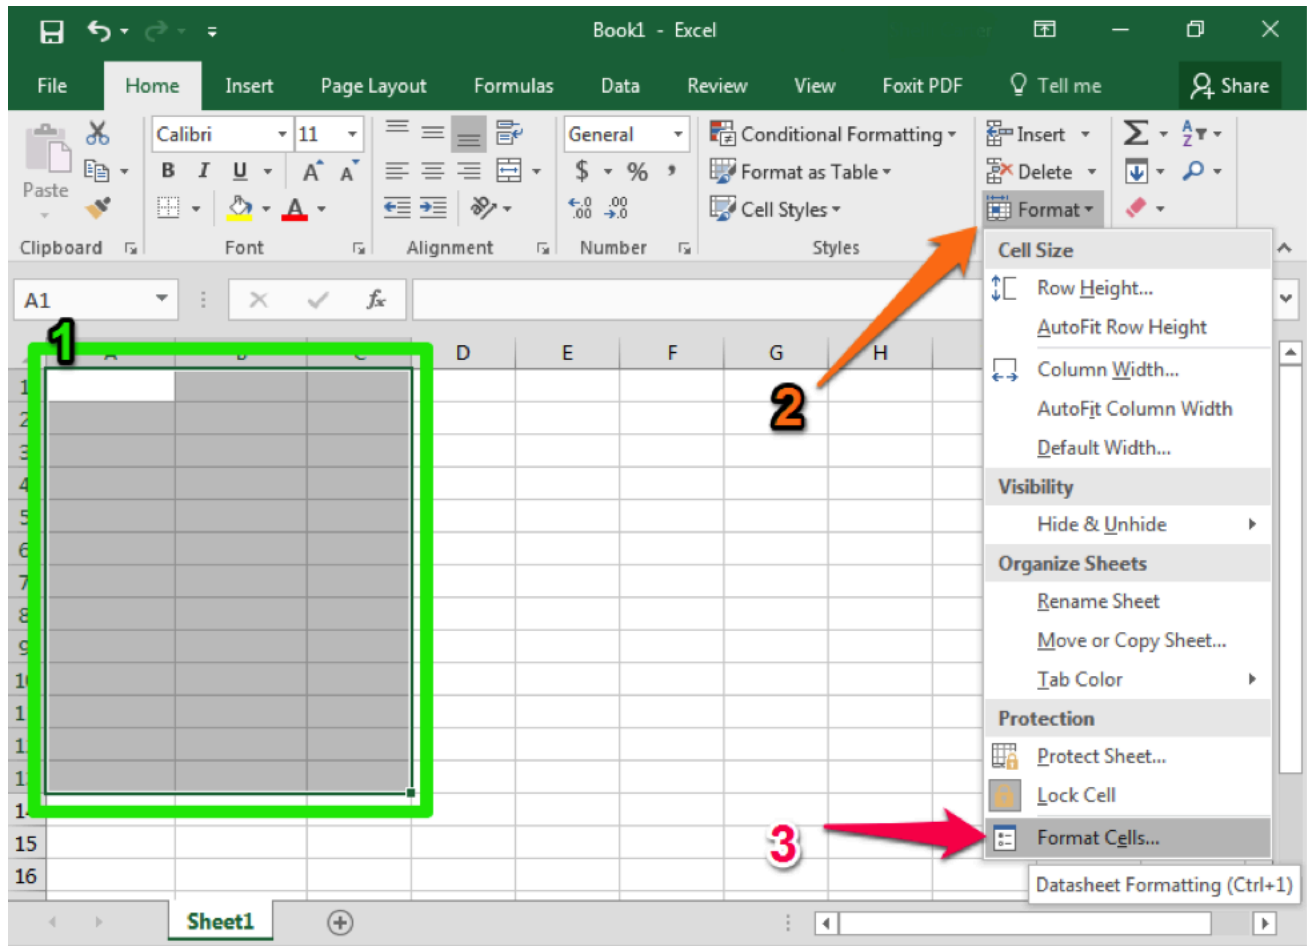 Book1 - Excel
File Home Insert Page Layout Formulas Data Review View Foxit PDF Tell me Share
Calibri 11 General Conditional Formatting Insert
Paste B I U A A $ % , Format as Table Delete
A .0 .00 .00 .0 Cell Styles Format
Clipboard Font Alignment Number Styles
Cell Size
A1 fx
Row Height...
AutoFit Row Height
1
D E F G H
Column Width...
AutoFit Column Width
2
Default Width...
Visibility
Hide & Unhide
Organize Sheets
Rename Sheet
Move or Copy Sheet...
Tab Color
Protection
Protect Sheet...
Lock Cell
3
Format Cells...
15
16
Datasheet Formatting (Ctrl+1)
Sheet1